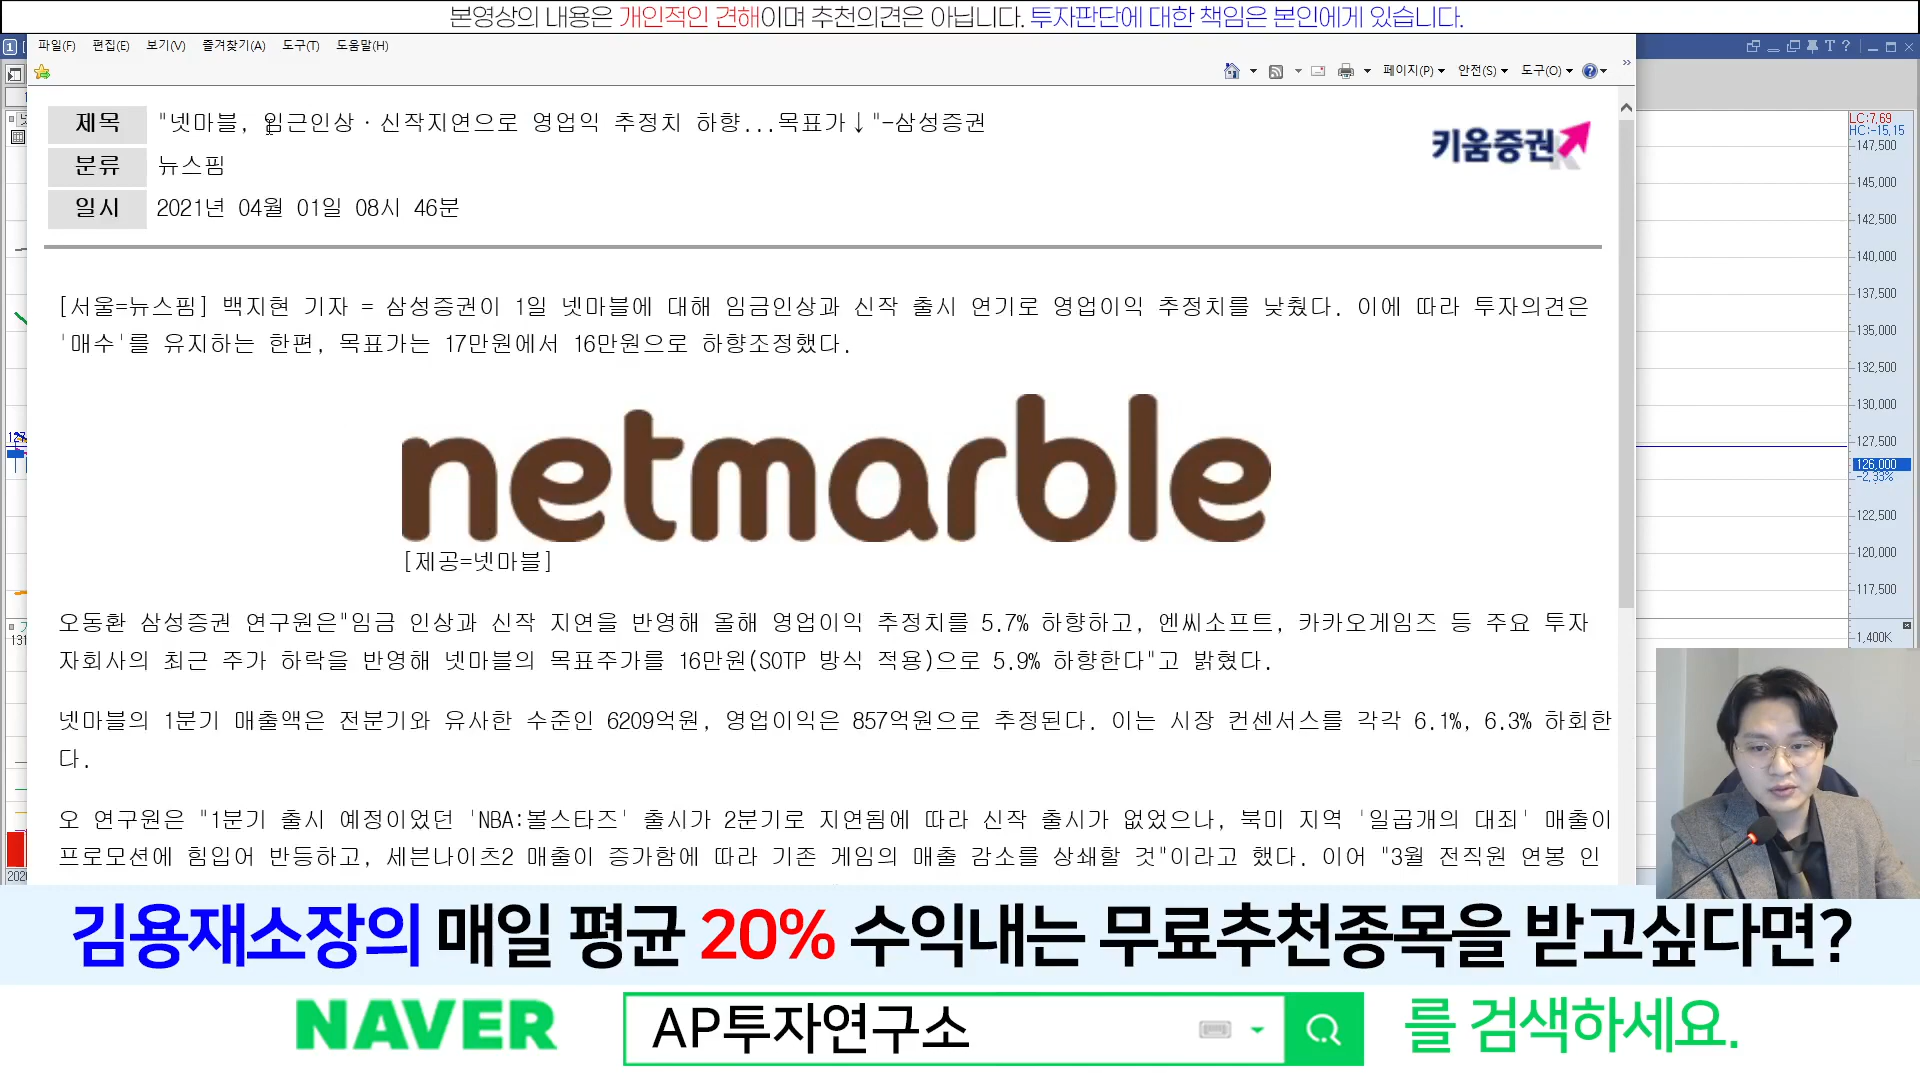 본영상의 내용은 개인적인 견해이며 추천의견은 아닙니다. 투자판단에 대한 책임은 본인에게 있습니다.
파일(F) 편집(E) 보기(V) 즐겨찾기(A) 도구(T) 도움말(H)
페이지(P) 안전(S) 도구(O)
제목 "넷마블, 임근인상·신작지연으로 영업익 추정치 하향...목표가↓"-삼성증권
분류 뉴스핌
일시 2021년 04월 01일 08시 46분
키움증권
[서울=뉴스핌] 백지현 기자 = 삼성증권이 1일 넷마블에 대해 임금인상과 신작 출시 연기로 영업이익 추정치를 낮췄다. 이에 따라 투자의견은
'매수'를 유지하는 한편, 목표가는 17만원에서 16만원으로 하향조정했다.
netmarble
[제공=넷마블]
오동환 삼성증권 연구원은"임금 인상과 신작 지연을 반영해 올해 영업이익 추정치를 5.7% 하향하고, 엔씨소프트, 카카오게임즈 등 주요 투자
자회사의 최근 주가 하락을 반영해 넷마블의 목표주가를 16만원(SOTP 방식 적용)으로 5.9% 하향한다"고 밝혔다.
넷마블의 1분기 매출액은 전분기와 유사한 수준인 6209억원, 영업이익은 857억원으로 추정된다. 이는 시장 컨센서스를 각각 6.1%, 6.3% 하회한
다.
오 연구원은 "1분기 출시 예정이었던 'NBA:볼스타즈' 출시가 2분기로 지연됨에 따라 신작 출시가 없었으나, 북미 지역 '일곱개의 대죄' 매출이
프로모션에 힘입어 반등하고, 세븐나이츠2 매출이 증가함에 따라 기존 게임의 매출 감소를 상쇄할 것"이라고 했다. 이어 "3월 전직원 연봉 인
LC:7.69
HC:-15.15
147,500
145,000
142,500
140,000
137,500
135,000
132,500
130,000
127,500
126,000
-2.33%
122,500
120,000
117,500
1,400K
김용재소장의 매일 평균 20% 수익내는 무료추천종목을 받고싶다면?
NAVER AP투자연구소 를 검색하세요.